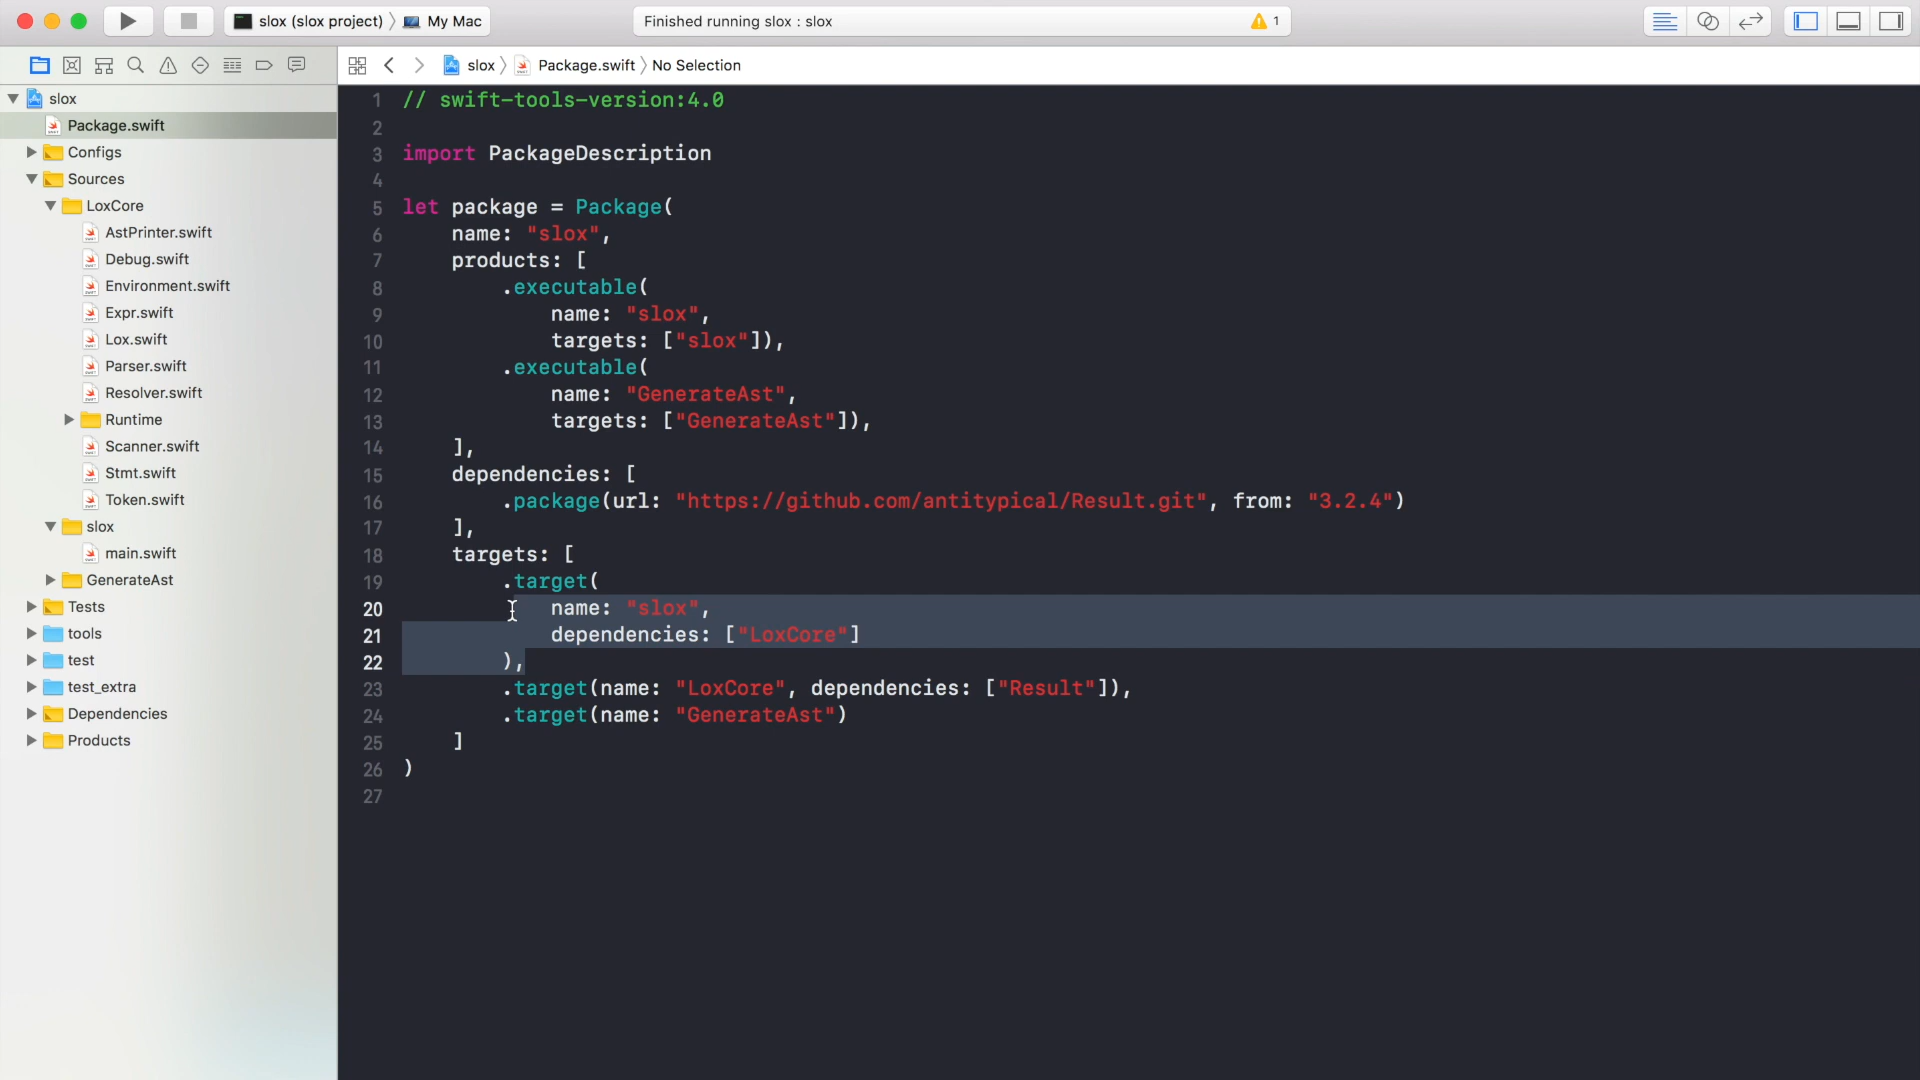 slox (slox project) 〉 My Mac
Finished running slox : slox
1
slox 〉 Package.swift 〉 No Selection
slox
Package.swift
Configs
Sources
LoxCore
AstPrinter.swift
Debug.swift
Environment.swift
Expr.swift
Lox.swift
Parser.swift
Resolver.swift
Runtime
Scanner.swift
Stmt.swift
Token.swift
slox
main.swift
GenerateAst
Tests
tools
test
test_extra
Dependencies
Products
1 // swift-tools-version:4.0
2
3 import PackageDescription
4
5 let package = Package(
6 name: "slox",
7 products: [
8 .executable(
9 name: "slox",
10 targets: ["slox"]),
11 .executable(
12 name: "GenerateAst",
13 targets: ["GenerateAst"]),
14 ],
15 dependencies: [
16 .package(url: "https://github.com/antitypical/Result.git", from: "3.2.4")
17 ],
18 targets: [
19 .target(
20 name: "slox",
21 dependencies: ["LoxCore"]
22 ),
23 .target(name: "LoxCore", dependencies: ["Result"]),
24 .target(name: "GenerateAst")
25 ]
26 )
27